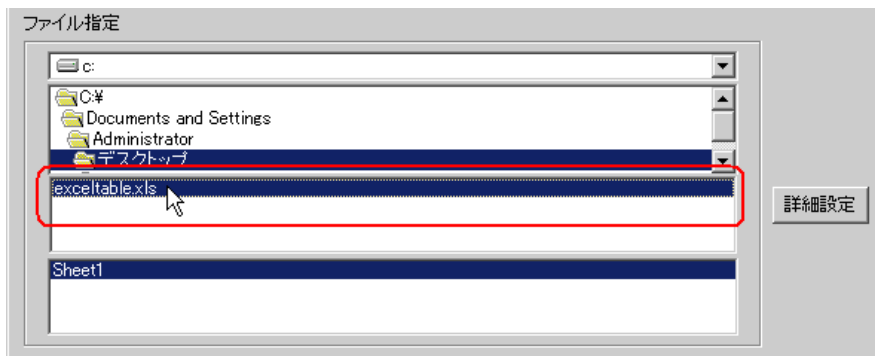 ファイル指定
c:
C:¥
Documents and Settings
Administrator
デスクトップ
exceltable.xls
詳細設定
Sheet1